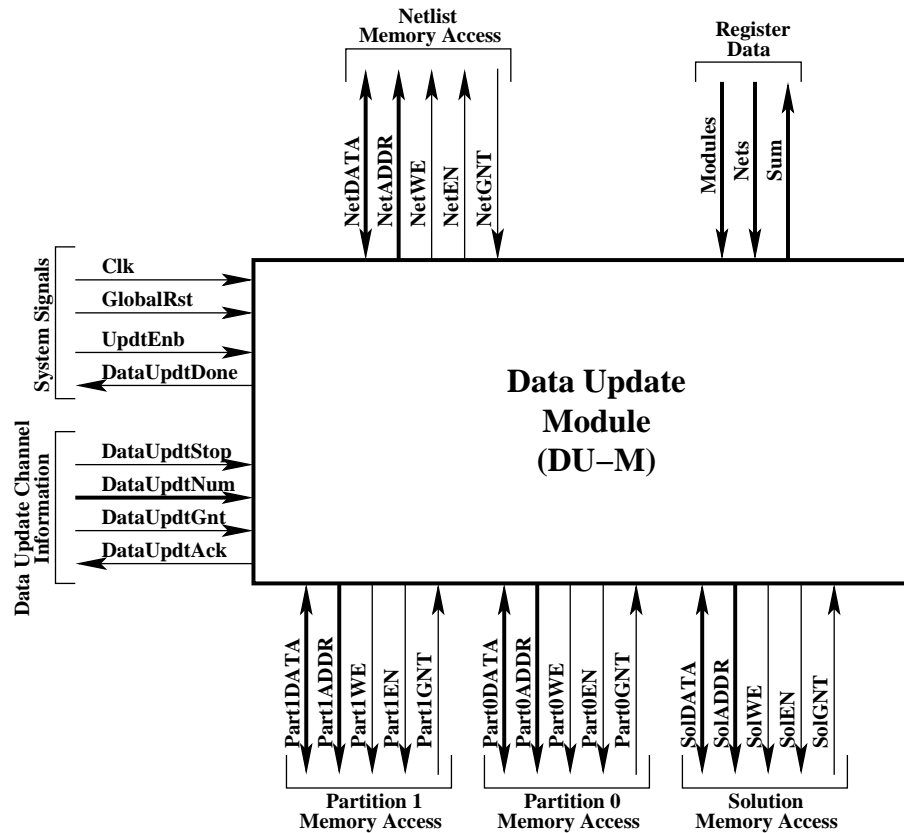 Netlist
Memory Access
Register
Data
NetDATA
NetADDR
NetWE
NetEN
NetGNT
Modules
Nets
Sum
System Signals
Clk
GlobalRst
UpdtEnb
DataUpdtDone
Data Update
Module
(DU−M)
Data Update Channel
Information
DataUpdtStop
DataUpdtNum
DataUpdtGnt
DataUpdtAck
Part1DATA
Part1ADDR
Part1WE
Part1EN
Part1GNT
Part0DATA
Part0ADDR
Part0WE
Part0EN
Part0GNT
SolDATA
SolADDR
SolWE
SolEN
SolGNT
Partition 1
Memory Access
Partition 0
Memory Access
Solution
Memory Access